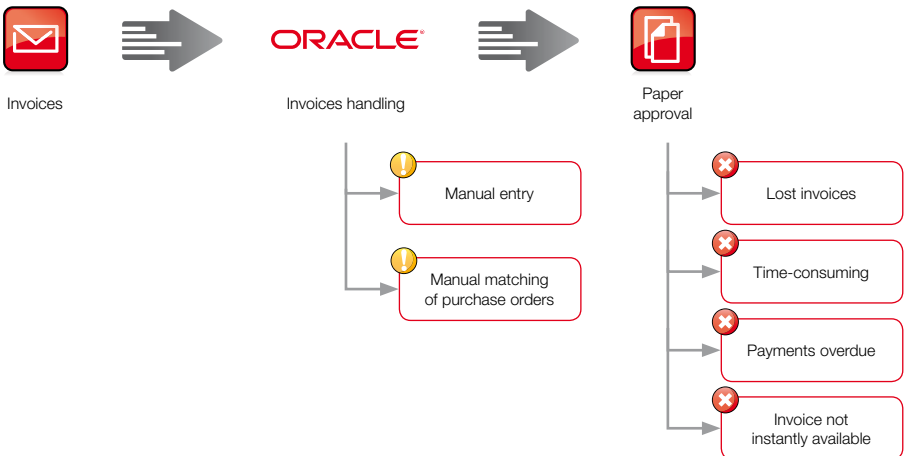 ORACLE®
Invoices
Invoices handling
Paper
approval
Manual entry
Manual matching
of purchase orders
Lost invoices
Time-consuming
Payments overdue
Invoice not
instantly available